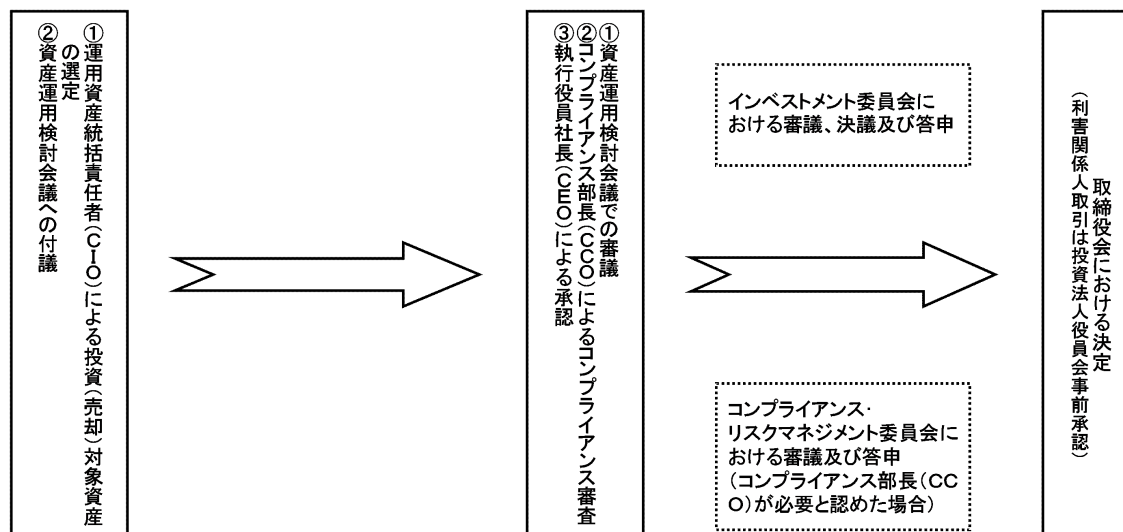 ①運用資産統括責任者(CIO)による投資(売却)対象資産
の選定
②資産運用検討会議への付議
①資産運用検討会議での審議
②コンプライアンス部長(CCO)によるコンプライアンス審査
③執行役員社長(CEO)による承認
インベストメント委員会に
おける審議、決議及び答申
コンプライアンス・
リスクマネジメント委員会に
おける審議及び答申
(コンプライアンス部長(CC
O)が必要と認めた場合)
取締役会における決定
(利害関係人取引は投資法人役員会事前承認)